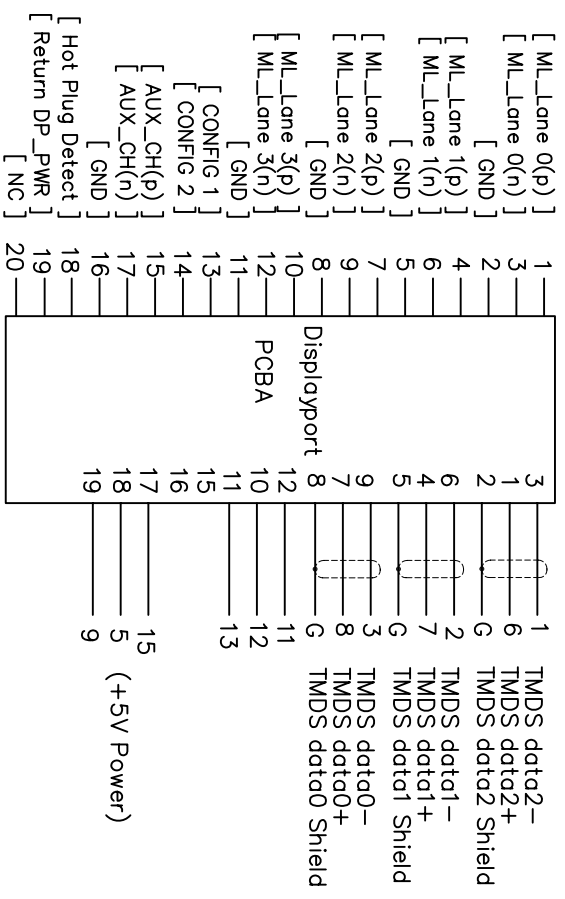 [ ML_Lane 0(p) ] 1 3 1 TMDS data2-
[ ML_Lane 0(n) ] 3 1 6 TMDS data2+
[ GND ] 2 2 G TMDS data2 Shield
[ ML_Lane 1(p) ] 4 6 2 TMDS data1-
[ ML_Lane 1(n) ] 6 4 7 TMDS data1+
[ GND ] 5 5 G TMDS data1 Shield
[ ML_Lane 2(p) ] 7 9 3 TMDS data0-
[ ML_Lane 2(n) ] 9 7 8 TMDS data0+
[ GND ] 8 Displayport 8 G TMDS data0 Shield
[ ML_Lane 3(p) ] 10 12 11
[ ML_Lane 3(n) ] 12 PCBA 10 12
[ GND ] 11 11 13
[ CONFIG 1 ] 13 15
[ CONFIG 2 ] 14 16
[ AUX_CH(p) ] 15 17 15
[ AUX_CH(n) ] 17 18 5 (+5V Power)
[ GND ] 16 19 9
[ Hot Plug Detect ] 18
[ Return DP_PWR ] 19
[ NC ] 20